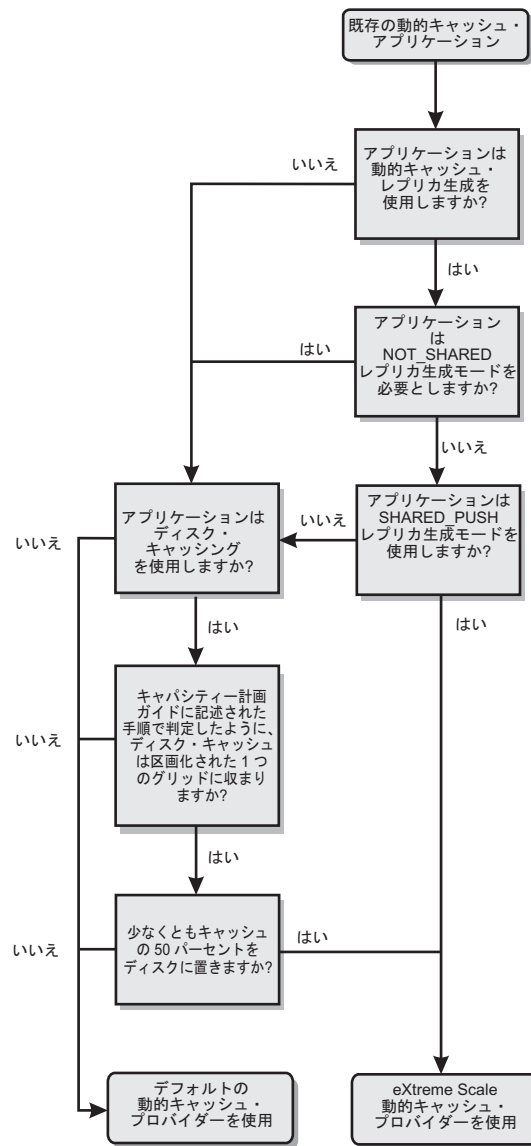 既存の動的キャッシュ・
アプリケーション
アプリケーションは
動的キャッシュ・
レプリカ生成を
使用しますか?
いいえ
はい
アプリケーション
は
NOT_SHARED
レプリカ生成モードを
必要としますか?
はい
いいえ
アプリケーションは
SHARED_PUSH
レプリカ生成モードを
使用しますか?
いいえ
はい
アプリケーションは
ディスク・
キャッシング
を使用しますか?
いいえ
はい
キャパシティー計画
ガイドに記述された
手順で判定したように、
ディスク・キャッシュ
は区画化された 1 つ
のグリッドに収まり
ますか?
いいえ
はい
少なくともキャッシュ
の 50 パーセントを
ディスクに置きますか?
いいえ
はい
デフォルトの
動的キャッシュ・
プロバイダーを使用
eXtreme Scale
動的キャッシュ・
プロバイダーを使用